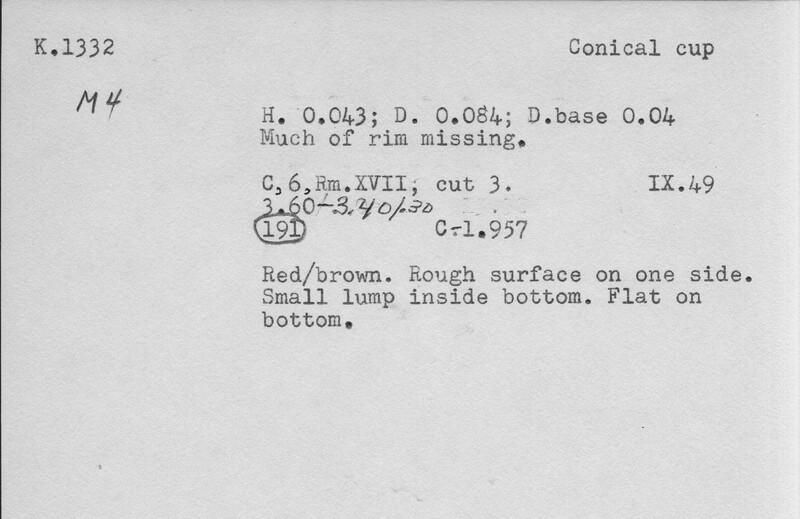 K.1332 Conical cup
M4
H. 0.043; D. 0.084; D.base 0.04
Much of rim missing.
C,6,Rm.XVII; cut 3. IX.49
3.60-3.40/.30
191 C-1.957
Red/brown. Rough surface on one side.
Small lump inside bottom. Flat on
bottom.